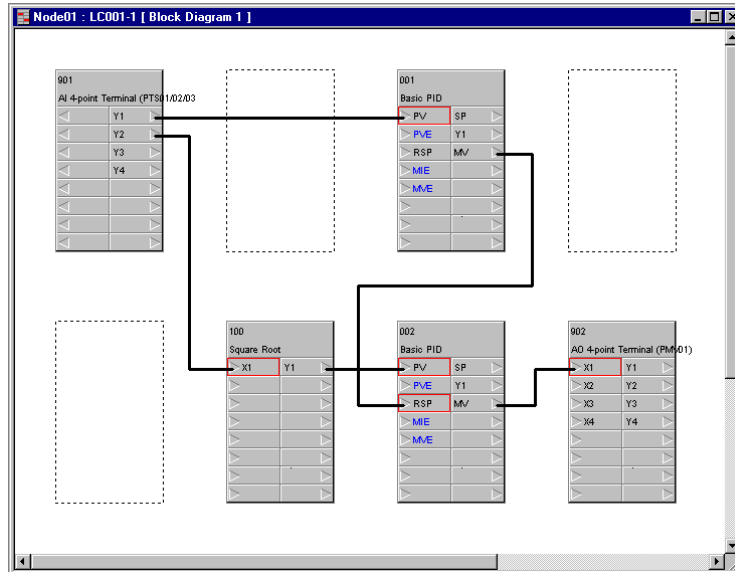 Node01 : LC001-1 [ Block Diagram 1 ]
901
AI 4-point Terminal (PTS01/02/03
Y1
Y2
Y3
Y4
001
Basic PID
PV SP
PVE Y1
RSP MV
MIE
MVE
100
Square Root
X1 Y1
002
Basic PID
PV SP
PVE Y1
RSP MV
MIE
MVE
902
AO 4-point Terminal (PMV01)
X1 Y1
X2 Y2
X3 Y3
X4 Y4